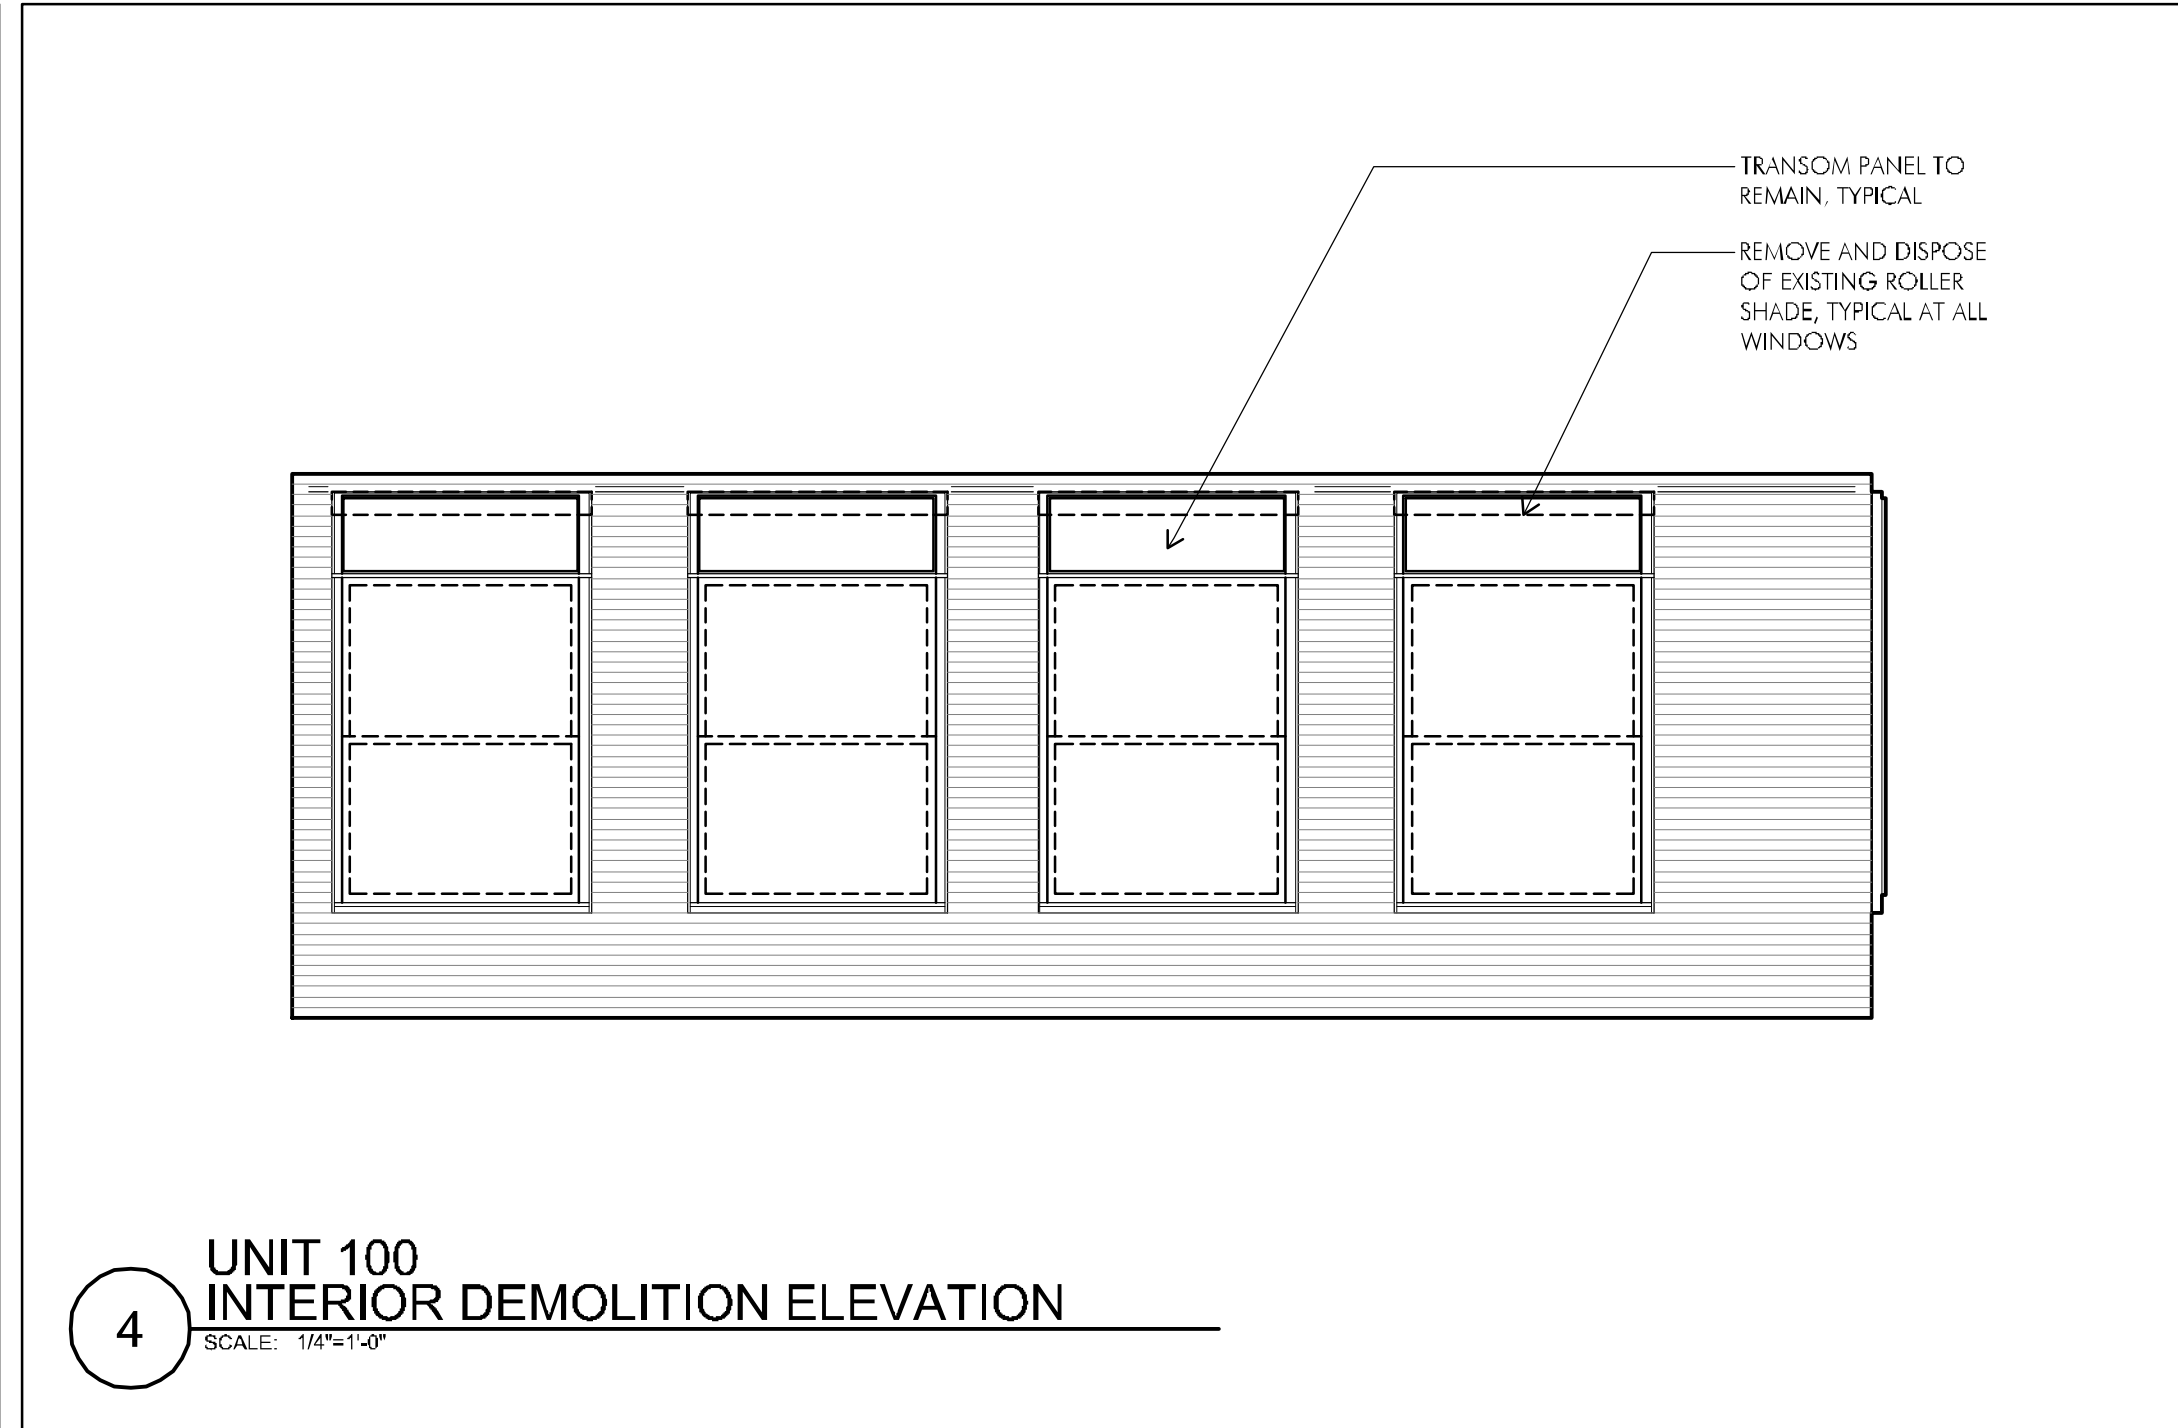 TRANSOM PANEL TO
REMAIN, TYPICAL
REMOVE AND DISPOSE
OF EXISTING ROLLER
SHADE, TYPICAL AT ALL
WINDOWS
UNIT 100
INTERIOR DEMOLITION ELEVATION
4
SCALE: 1/4"=1'-0"